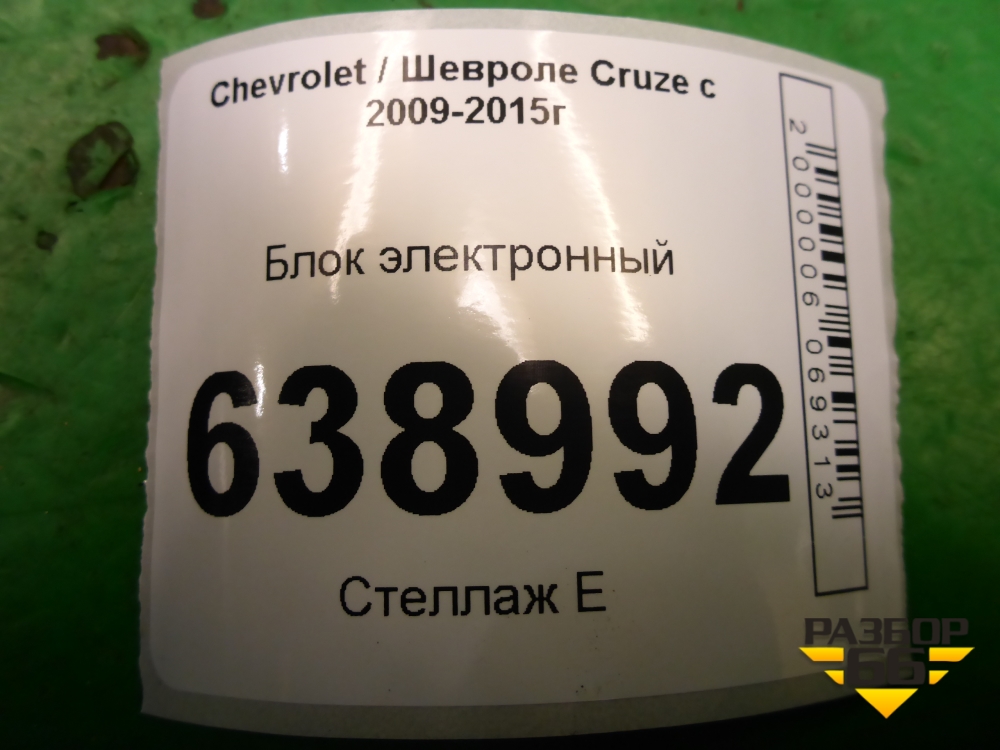 Chevrolet / Шевроле Cruze с
2009-2015г
Блок электронный
638992
Стеллаж Е
2000006069313
РАЗБОР
66